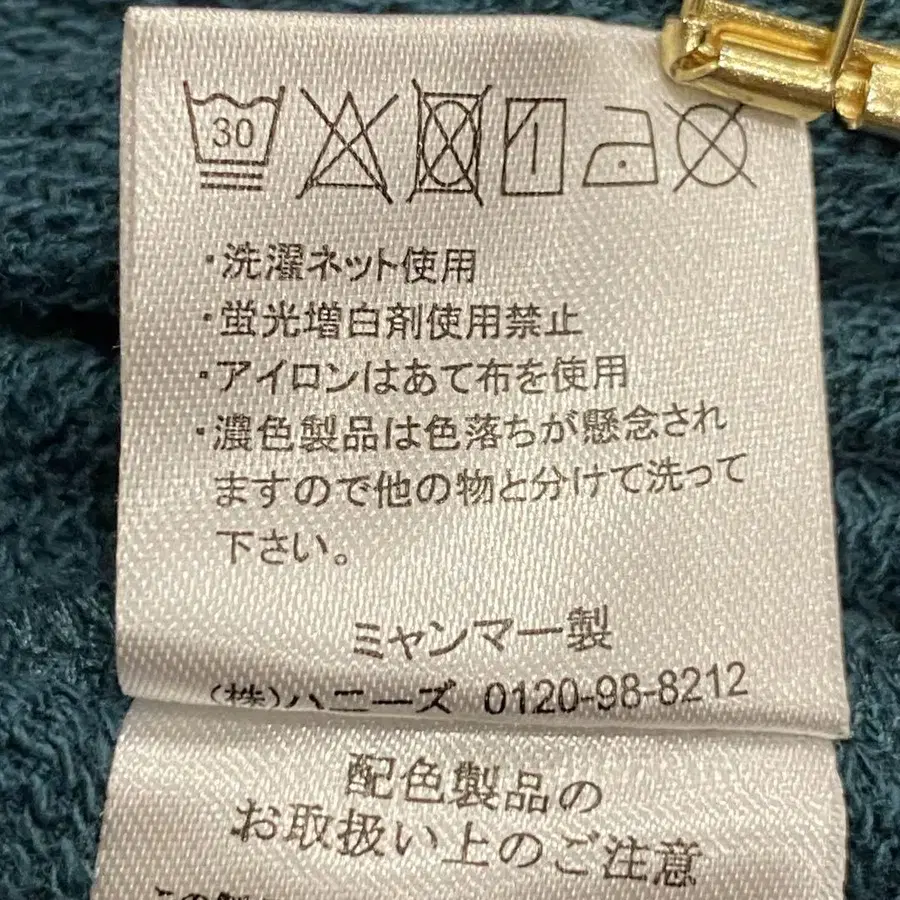 30
・洗濯ネット使用
・蛍光増白剤使用禁止
・アイロンはあて布を使用
・濃色製品は色落ちが懸念され
ますので他の物と分けて洗って
下さい。
ミャンマー製
(株)ハニーズ 0120-98-8212
配色製品の
お取扱い上のご注意